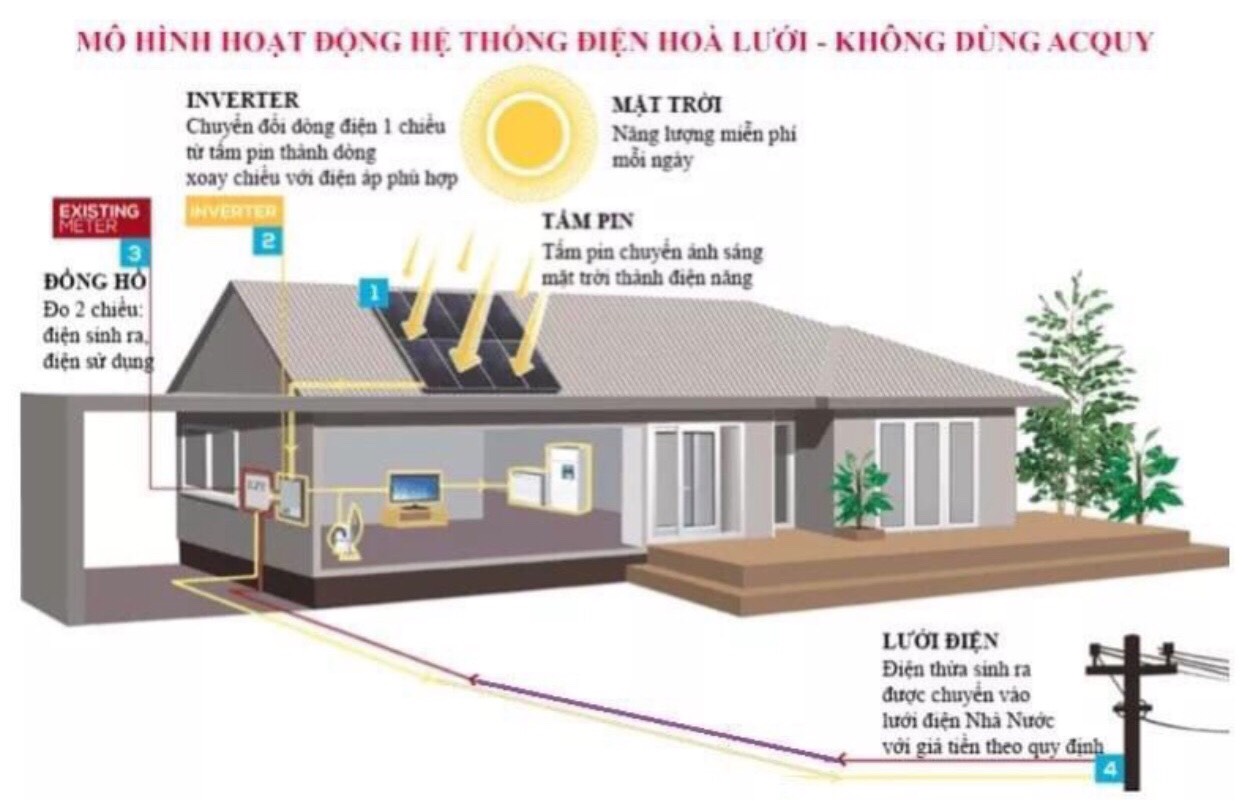 MÔ HÌNH HOẠT ĐỘNG HỆ THỐNG ĐIỆN HOÀ LƯỚI - KHÔNG DÙNG ACQUY
INVERTER
Chuyển đổi dòng điện 1 chiều
từ tấm pin thành dòng
xoay chiều với điện áp phù hợp
MẶT TRỜI
Năng lượng miễn phí
mỗi ngày
EXISTING
METER
3
INVERTER
2
TẤM PIN
Tấm pin chuyển ánh sáng
mặt trời thành điện năng
1
ĐỒNG HỒ
Đo 2 chiều:
điện sinh ra,
điện sử dụng
LƯỚI ĐIỆN
Điện thừa sinh ra
được chuyển vào
lưới điện Nhà Nước
với giá tiền theo quy định
4